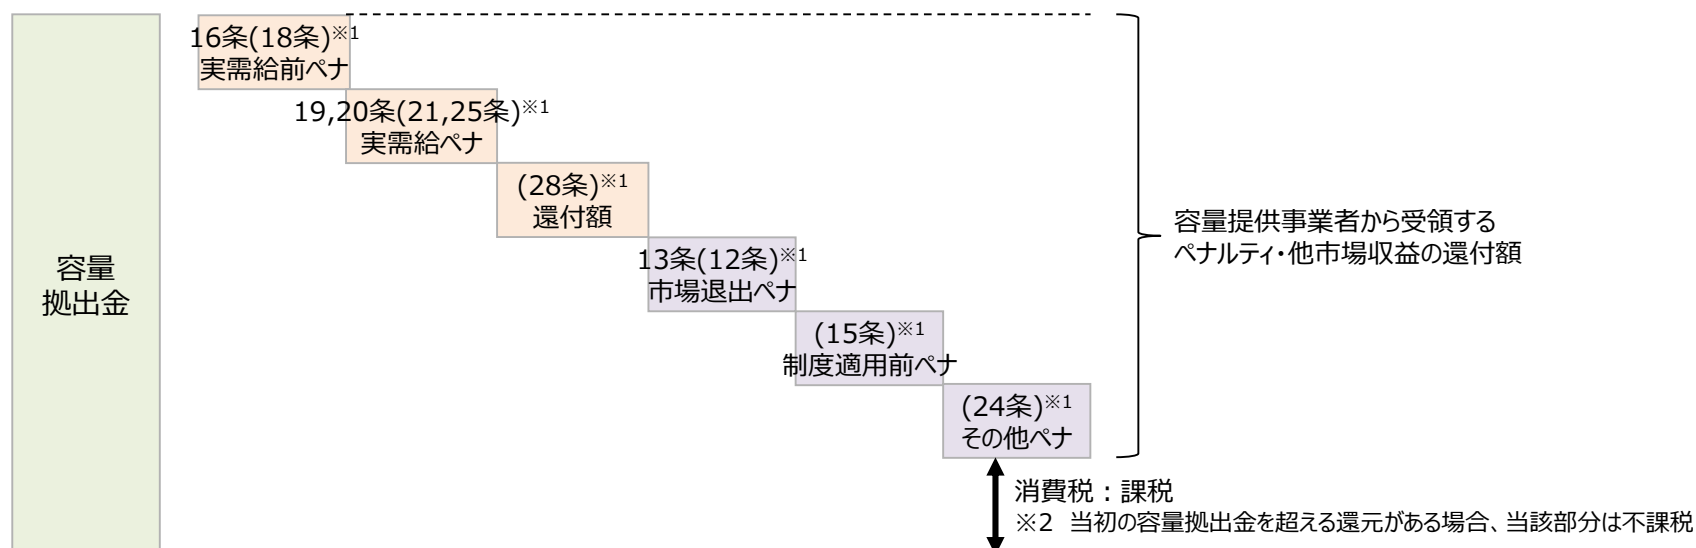 16条(18条)※1
実需給前ペナ
19,20条(21,25条)※1
実需給ペナ
(28条)※1
還付額
13条(12条)※1
市場退出ペナ
(15条)※1
制度適用前ペナ
(24条)※1
その他ペナ
容量
拠出金
容量提供事業者から受領する
ペナルティ・他市場収益の還付額
消費税：課税
※2 当初の容量拠出金を超える還元がある場合、当該部分は不課税